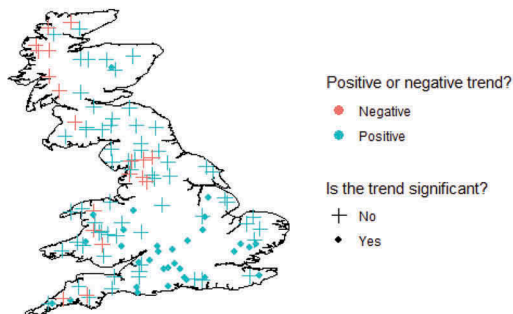 Positive or negative trend?
Negative
Positive
Is the trend significant?
No
Yes